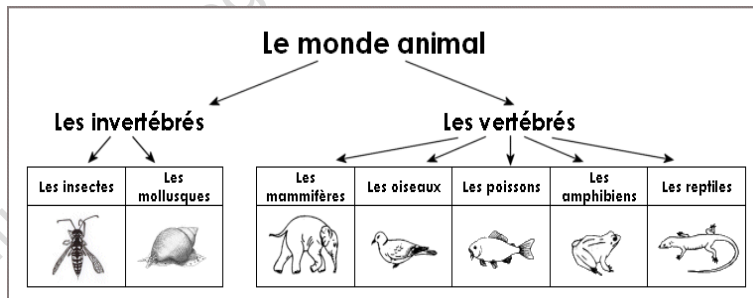 Le monde animal
Les invertébrés
Les vertébrés
Les insectes
Les mollusques
Les mammifères
Les oiseaux
Les poissons
Les amphibiens
Les reptiles